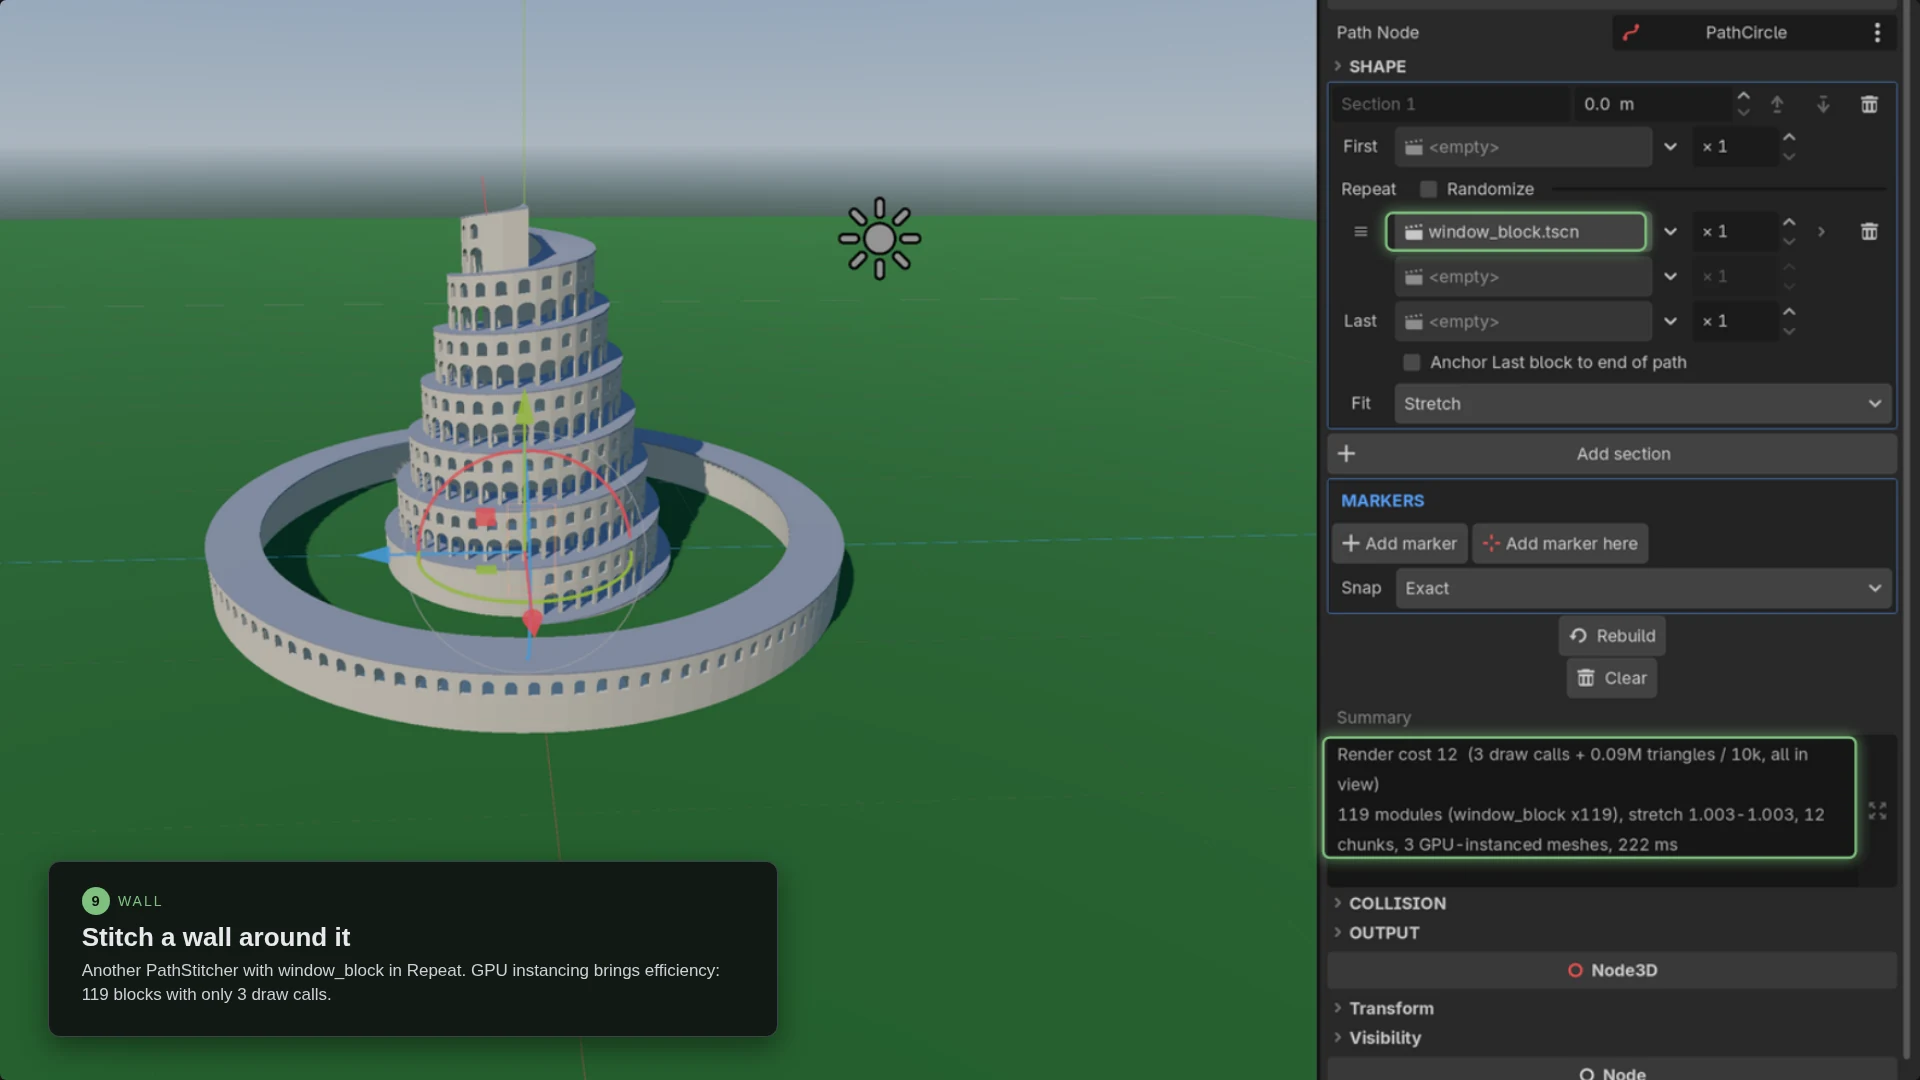 Path Node
PathCircle
SHAPE
Section 1
0.0 m
First
<empty>
× 1
Repeat
Randomize
window_block.tscn
× 1
<empty>
× 1
Last
<empty>
× 1
Anchor Last block to end of path
Fit
Stretch
Add section
MARKERS
Add marker
Add marker here
Snap
Exact
Rebuild
Clear
Summary
Render cost 12 (3 draw calls + 0.09M triangles / 10k, all in
view)
119 modules (window_block x119), stretch 1.003-1.003, 12
chunks, 3 GPU-instanced meshes, 222 ms
COLLISION
OUTPUT
Node3D
Transform
Visibility
Node
9 WALL
Stitch a wall around it
Another PathStitcher with window_block in Repeat. GPU instancing brings efficiency:
119 blocks with only 3 draw calls.